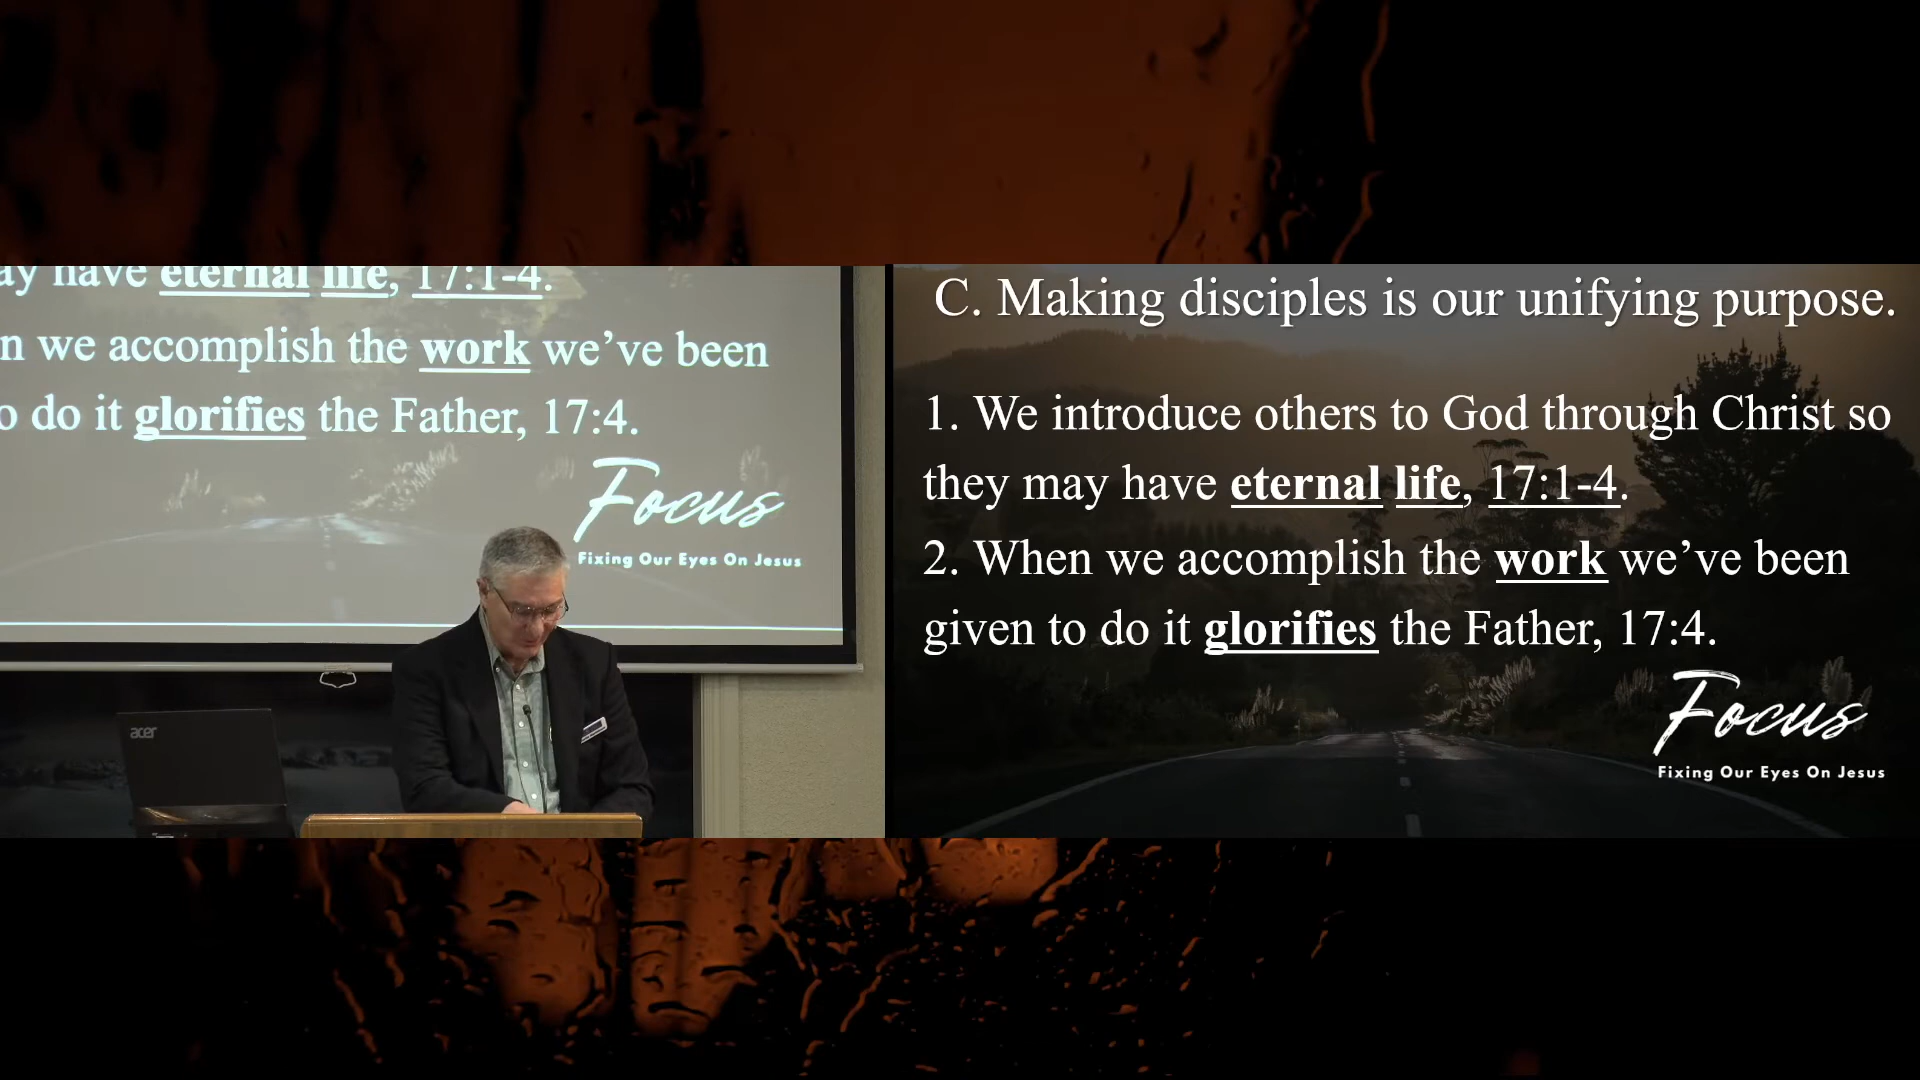 ay have eternal life, 17:1-4.
n we accomplish the work we’ve been
o do it glorifies the Father, 17:4.
Focus
Fixing Our Eyes On Jesus
acer
C. Making disciples is our unifying purpose.
1. We introduce others to God through Christ so
they may have eternal life, 17:1-4.
2. When we accomplish the work we’ve been
given to do it glorifies the Father, 17:4.
Focus
Fixing Our Eyes On Jesus